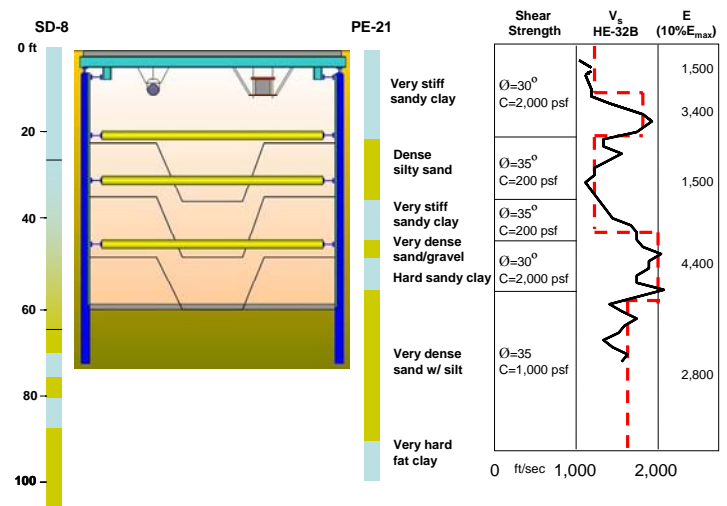 SD-8
PE-21
Shear
Strength
Vs
HE-32B
E
(10%Emax)
0 ft
20
40
60
80
100
Very stiff
sandy clay
Dense
silty sand
Very stiff
sandy clay
Very dense
sand/gravel
Hard sandy clay
Very dense
sand w/ silt
Very hard
fat clay
Ø=30°
C=2,000 psf
Ø=35°
C=200 psf
Ø=35°
C=200 psf
Ø=30°
C=2,000 psf
Ø=35
C=1,000 psf
1,500
3,400
1,500
4,400
2,800
0 ft/sec 1,000 2,000